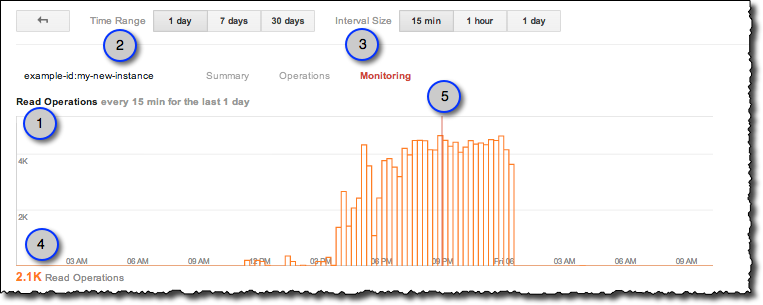 Time Range 1 day 7 days 30 days Interval Size 15 min 1 hour 1 day
2 3
example-id:my-new-instance Summary Operations Monitoring
Read Operations every 15 min for the last 1 day
5
1
4K
2K
4
03 AM 06 AM 09 AM 12 PM 03 PM 06 PM 09 PM Fri 06 03 AM 06 AM 09 AM
2.1K Read Operations